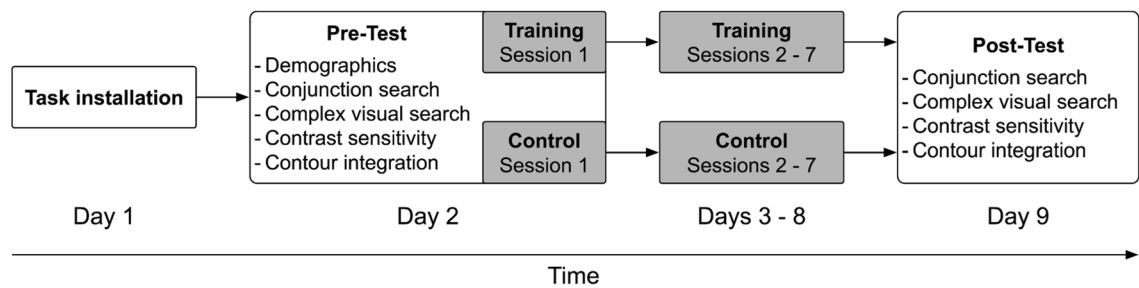 Task installation
Pre-Test
- Demographics
- Conjunction search
- Complex visual search
- Contrast sensitivity
- Contour integration
Training
Session 1
Control
Session 1
Training
Sessions 2 - 7
Control
Sessions 2 - 7
Post-Test
- Conjunction search
- Complex visual search
- Contrast sensitivity
- Contour integration
Day 1
Day 2
Days 3 - 8
Day 9
Time